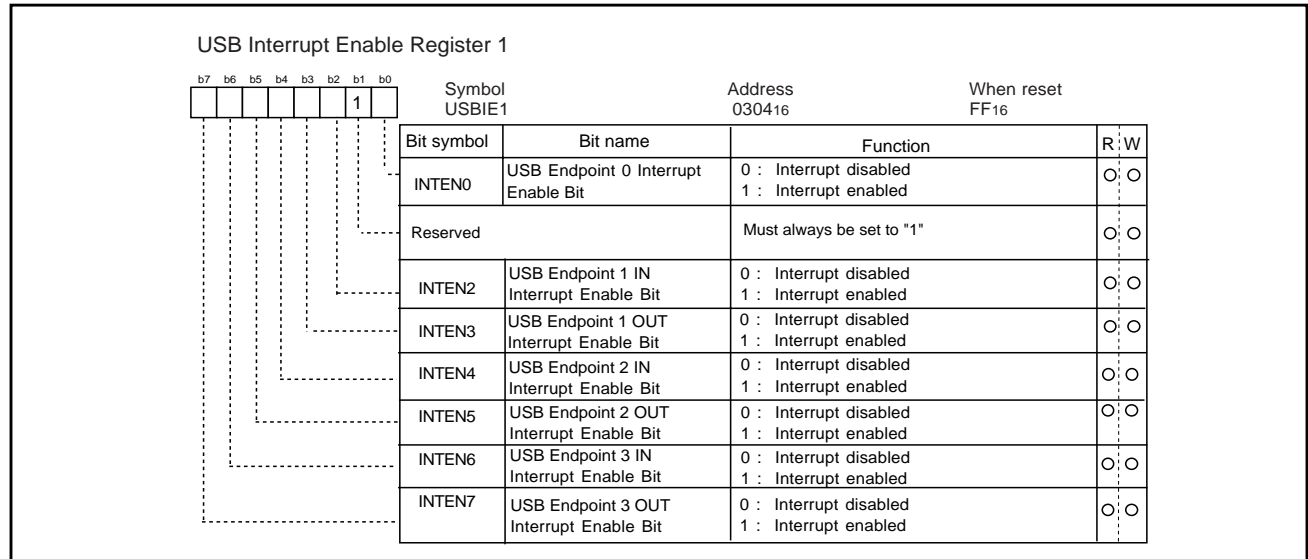 USB Interrupt Enable Register 1
b7 b6 b5 b4 b3 b2 b1 b0
1
Symbol Address When reset
USBIE1 030416 FF16
Bit symbol Bit name Function R W
INTEN0 USB Endpoint 0 Interrupt Enable Bit 0 : Interrupt disabled
1 : Interrupt enabled O O
Reserved Must always be set to "1" O O
INTEN2 USB Endpoint 1 IN Interrupt Enable Bit 0 : Interrupt disabled
1 : Interrupt enabled O O
INTEN3 USB Endpoint 1 OUT Interrupt Enable Bit 0 : Interrupt disabled
1 : Interrupt enabled O O
INTEN4 USB Endpoint 2 IN Interrupt Enable Bit 0 : Interrupt disabled
1 : Interrupt enabled O O
INTEN5 USB Endpoint 2 OUT Interrupt Enable Bit 0 : Interrupt disabled
1 : Interrupt enabled O O
INTEN6 USB Endpoint 3 IN Interrupt Enable Bit 0 : Interrupt disabled
1 : Interrupt enabled O O
INTEN7 USB Endpoint 3 OUT Interrupt Enable Bit 0 : Interrupt disabled
1 : Interrupt enabled O O